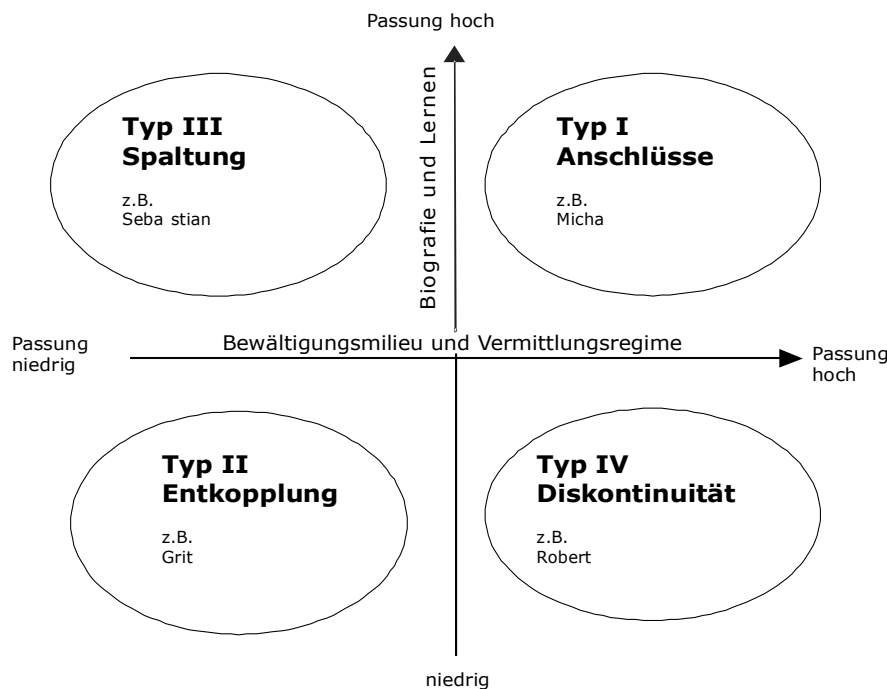 Passung hoch
Typ III
Spaltung
z.B.
Seba stian
Biografie und Lernen
Typ I
Anschlüsse
z.B.
Micha
Passung
niedrig
Bewältigungsmilieu und Vermittlungsregime
Passung
hoch
Typ II
Entkopplung
z.B.
Grit
Typ IV
Diskontinuität
z.B.
Robert
niedrig